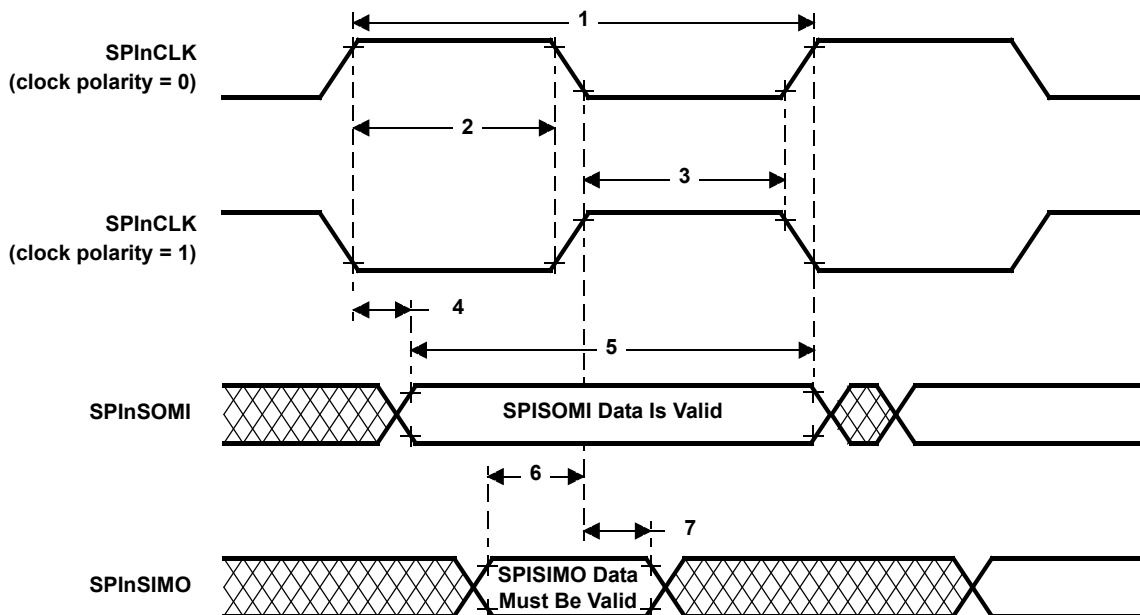 1
SPInCLK
(clock polarity = 0)
2
3
SPInCLK
(clock polarity = 1)
4
5
SPInSOMI
SPISOMI Data Is Valid
6
7
SPInSIMO
SPISIMO Data
Must Be Valid